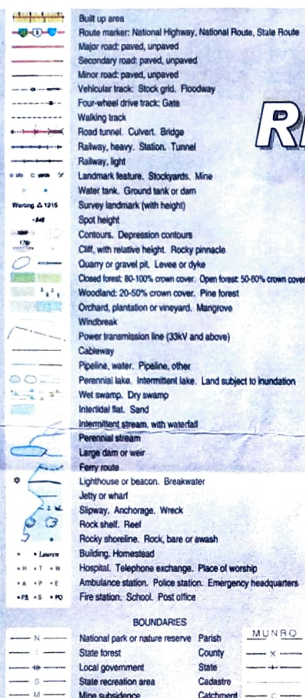 Built up area
Route marker: National Highway, National Route, State Route
Major road: paved, unpaved
Secondary road: paved, unpaved
Minor road: paved, unpaved
Vehicular track: Stock grid. Floodway
Four-wheel drive track: Gate
Walking track
Road tunnel. Culvert. Bridge
Railway, heavy. Station. Tunnel
Railway, light
Landmark feature. Stockyards. Mine
Water tank. Ground tank or dam
Survey landmark (with height)
Spot height
Contours. Depression contours
Cliff, with relative height. Rocky pinnacle
Quarry or gravel pit. Levee or dyke
Closed forest: 80-100% crown cover. Open forest: 50-80% crown cover
Woodland: 20-50% crown cover. Pine forest
Orchard, plantation or vineyard. Mangrove
Windbreak
Power transmission line (33kV and above)
Cableway
Pipeline, water. Pipeline, other
Perennial lake. Intermittent lake. Land subject to inundation
Wet swamp. Dry swamp
Intertidal flat. Sand
Intermittent stream, with waterfall
Perennial stream
Large dam or weir
Ferry route
Lighthouse or beacon. Breakwater
Jetty or wharf
Slipway. Anchorage. Wreck
Rock shelf. Reef
Rocky shoreline. Rock, bare or awash
Building. Homestead
H T W Hospital. Telephone exchange. Place of worship
A P E Ambulance station. Police station. Emergency headquarters
FS S PO Fire station. School. Post office
BOUNDARIES
N National park or nature reserve Parish MUNRO
State forest County
Local government State
S State recreation area Cadastre
Mine subsidence Catchment